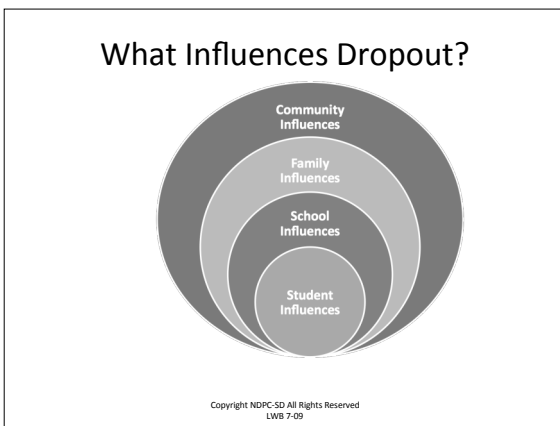 What Influences Dropout?
Community
Influences
Family
Influences
School
Influences
Student
Influences
Copyright NDPC-SD All Rights Reserved
LWB 7-09